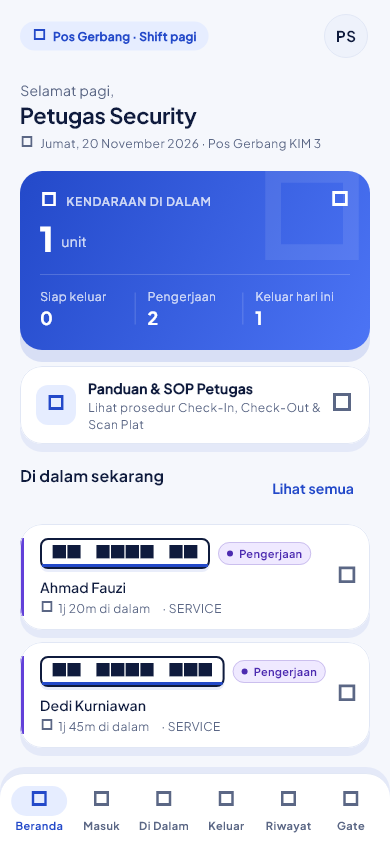 Pos Gerbang · Shift pagi
PS
Selamat pagi,
Petugas Security
Jumat, 20 November 2026 · Pos Gerbang KIM 3
KENDARAAN DI DALAM
1 unit
Siap keluar
Pengerjaan
Keluar hari ini
0
2
1
Panduan & SOP Petugas
Lihat prosedur Check-In, Check-Out &
Scan Plat
Di dalam sekarang
Lihat semua
Pengerjaan
Ahmad Fauzi
1j 20m di dalam · SERVICE
Pengerjaan
Dedi Kurniawan
1j 45m di dalam · SERVICE
Beranda
Masuk
Di Dalam
Keluar
Riwayat
Gate